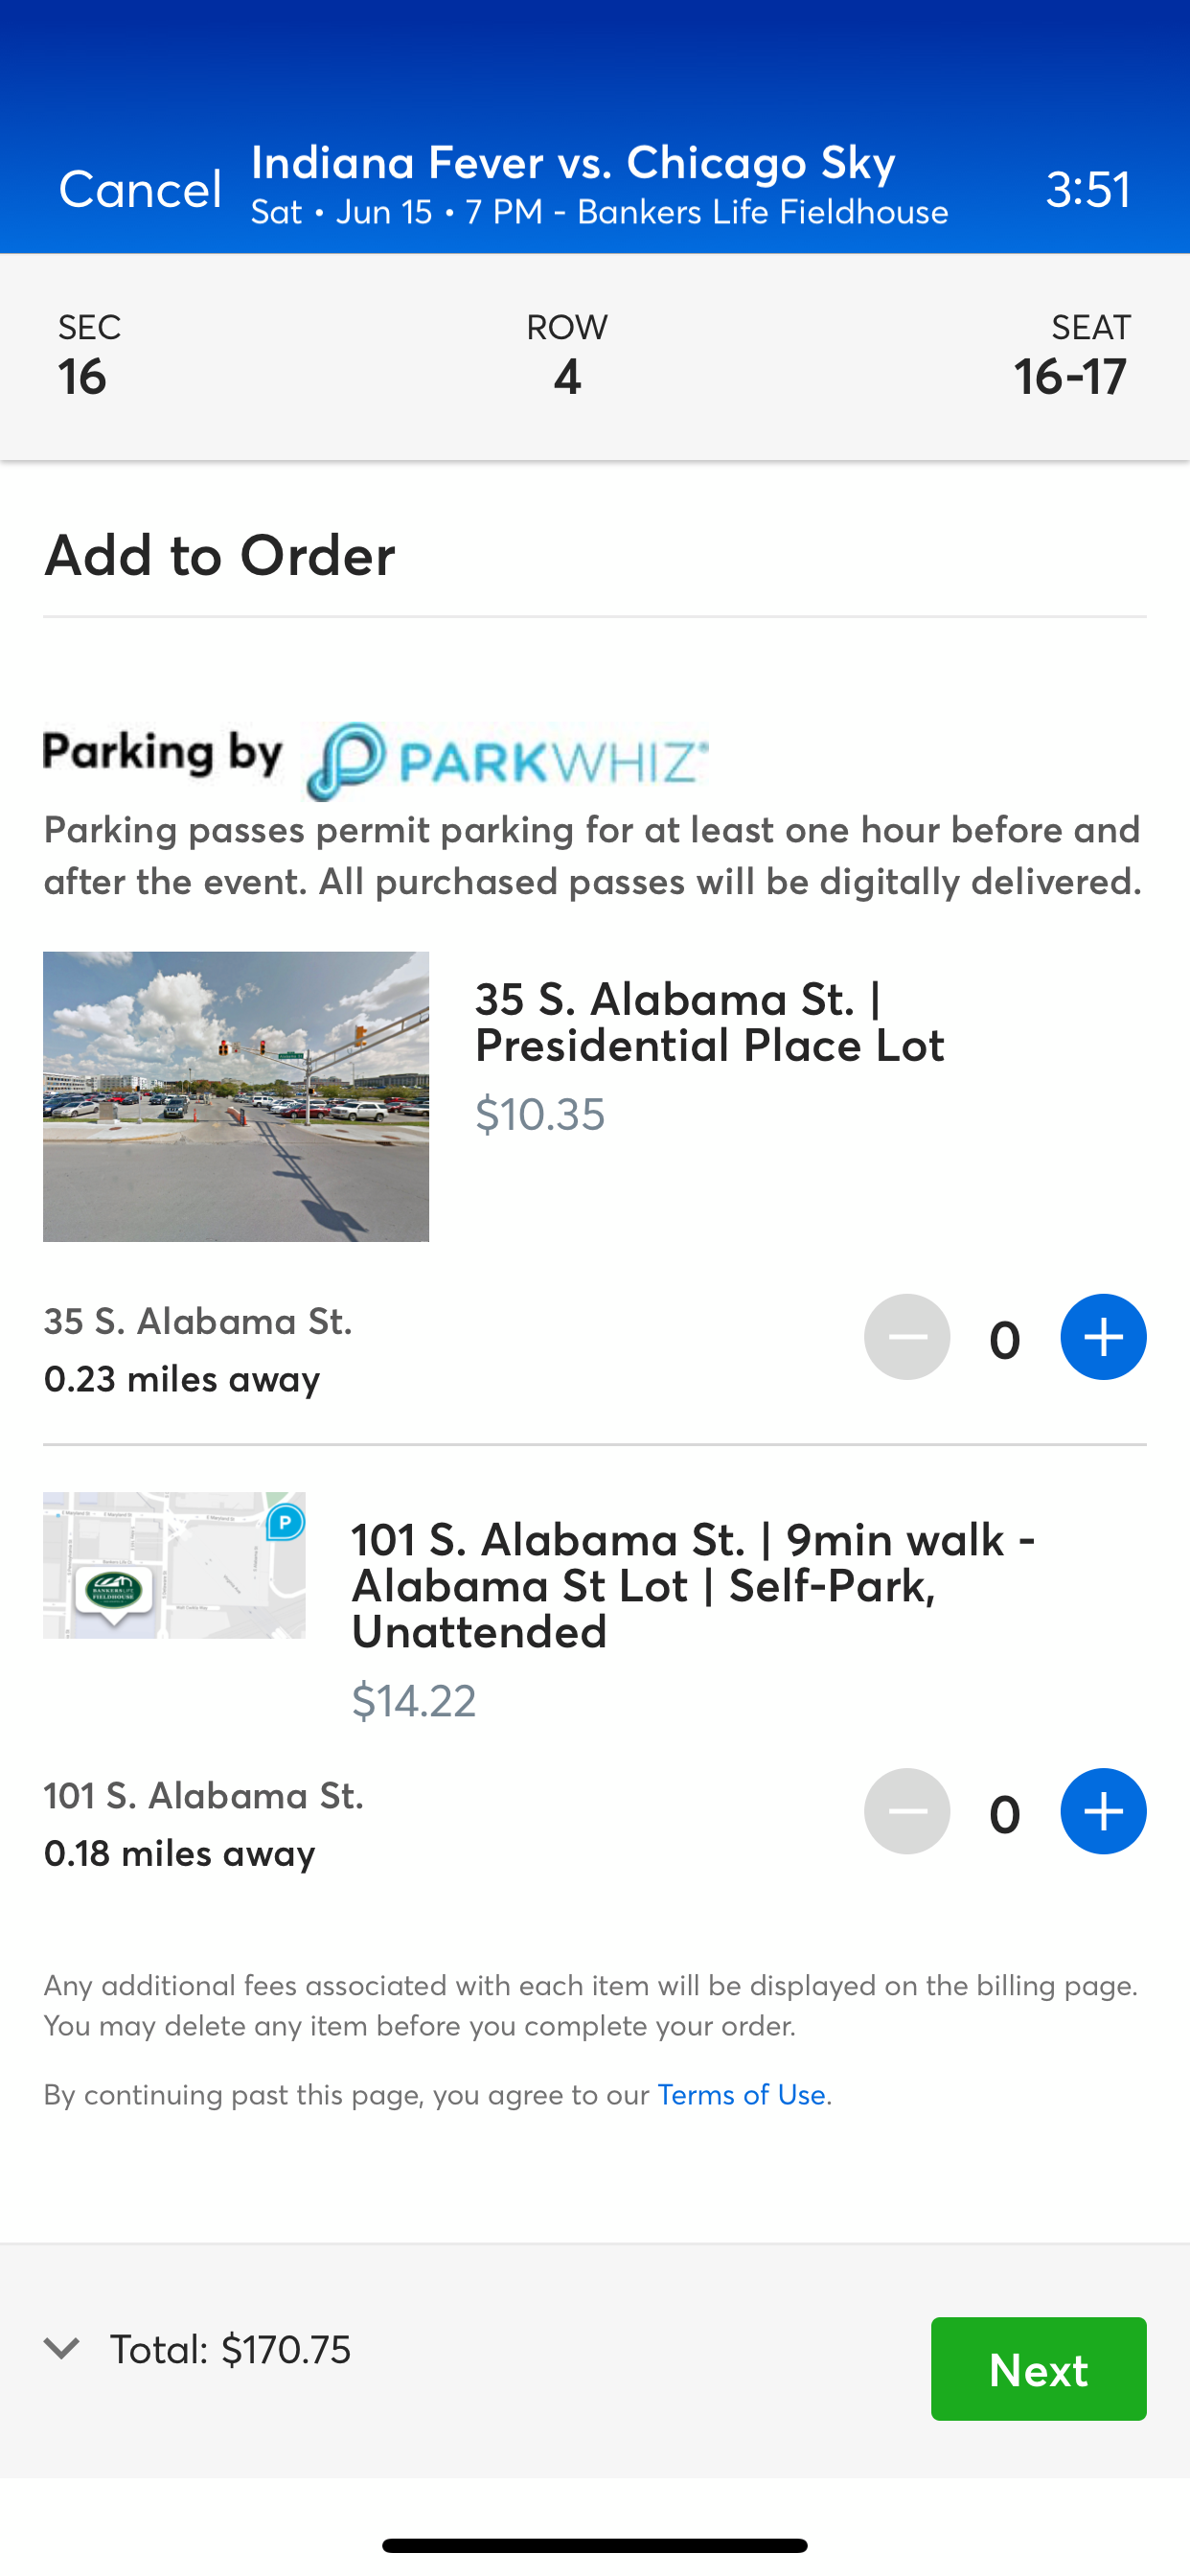 Cancel
Indiana Fever vs. Chicago Sky
Sat • Jun 15 • 7 PM - Bankers Life Fieldhouse
3:51
SEC
ROW
SEAT
16
4
16-17
Add to Order
Parking by PARKWHIZ
Parking passes permit parking for at least one hour before and
after the event. All purchased passes will be digitally delivered.
35 S. Alabama St. |
Presidential Place Lot
$10.35
35 S. Alabama St.
0.23 miles away
0
P
BANKERS LIFE
FIELDHOUSE
101 S. Alabama St. | 9min walk -
Alabama St Lot | Self-Park,
Unattended
$14.22
101 S. Alabama St.
0.18 miles away
0
Any additional fees associated with each item will be displayed on the billing page.
You may delete any item before you complete your order.
By continuing past this page, you agree to our Terms of Use.
Total: $170.75
Next